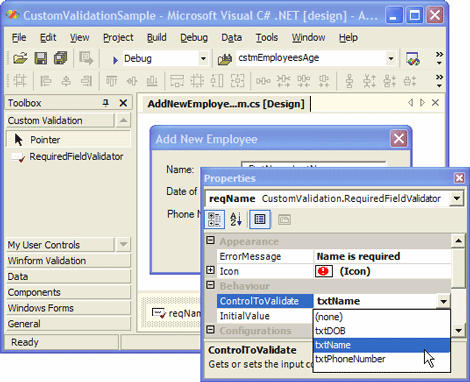 CustomValidationSample - Microsoft Visual C# .NET [design] - A...
File Edit View Project Build Debug Data Tools Window Help
Debug cstmEmployeesAge
Toolbox
AddNewEmploye...m.cs [Design]
Custom Validation
Pointer
RequiredFieldValidator
My User Controls
Winform Validation
Data
Components
Windows Forms
General
Ready
Add New Employee
Name:
Date of
Phone N
reqNa
Properties
reqName CustomValidation.RequiredFieldValidator
Appearance
ErrorMessage Name is required
Icon (Icon)
Behaviour
ControlToValidate txtName
InitialValue
Configurations
(none)
txtDOB
txtName
txtPhoneNumber
ControlToValidate
Gets or sets the input co